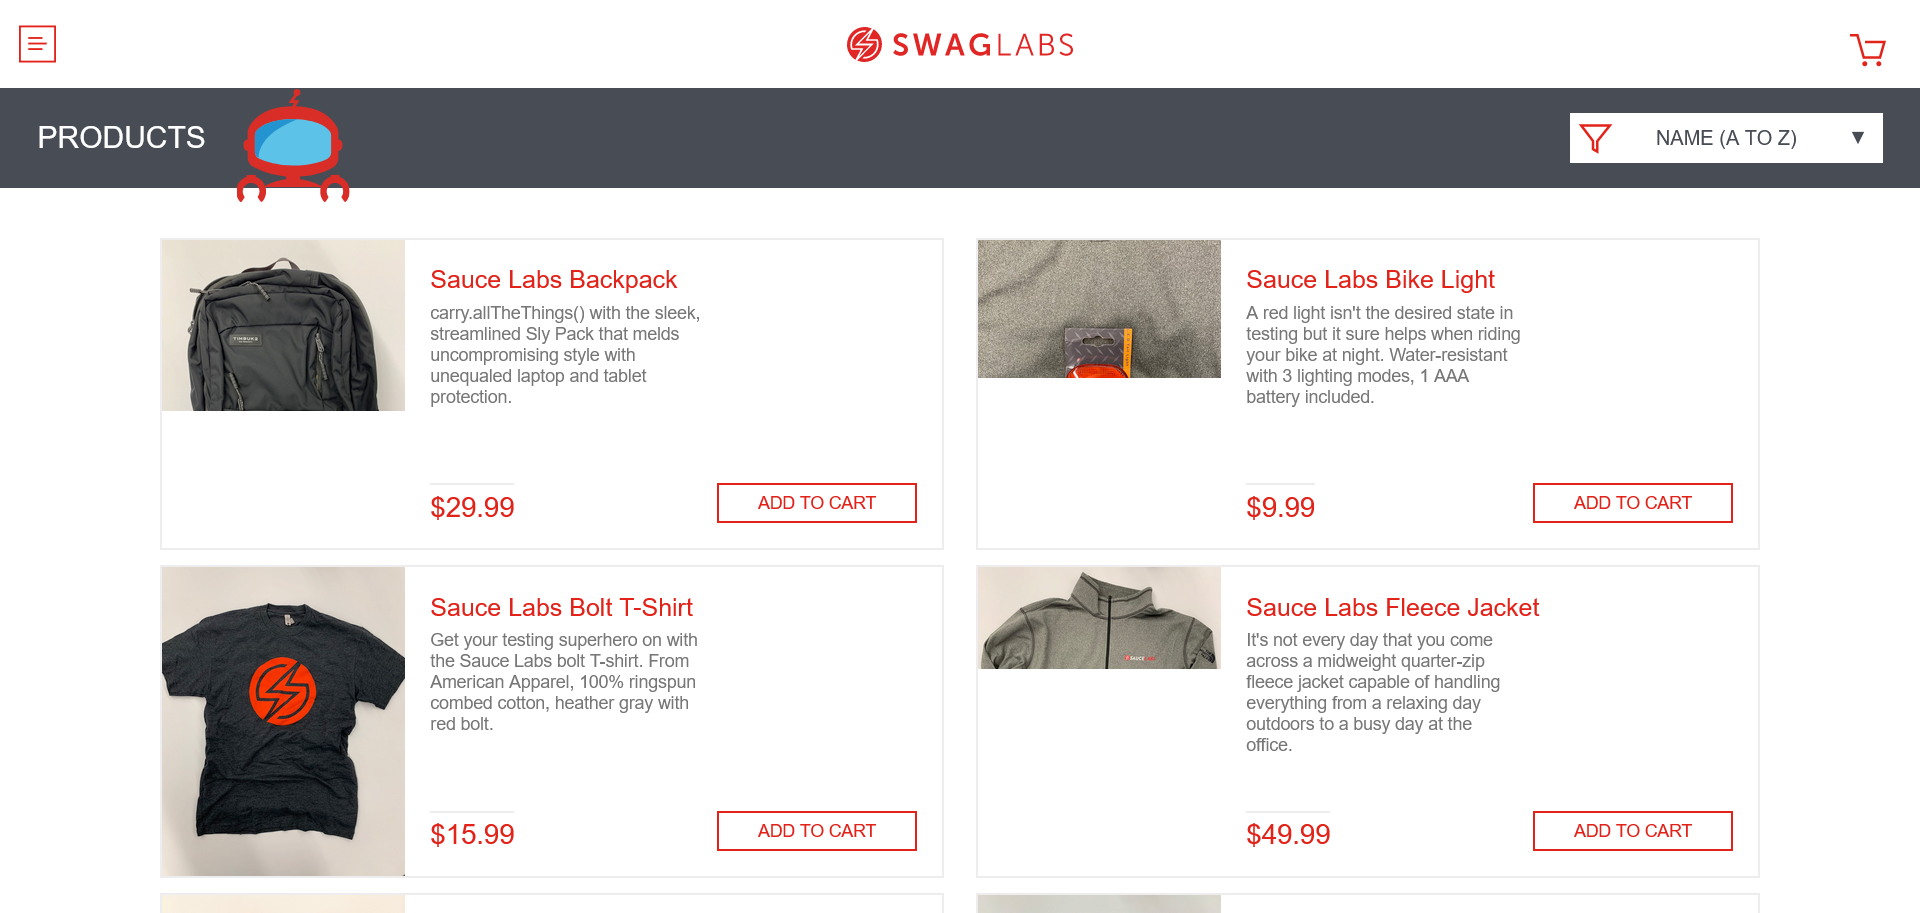 SWAGLABS
PRODUCTS
NAME (A TO Z)
Sauce Labs Backpack
carry.allTheThings() with the sleek,
streamlined Sly Pack that melds
uncompromising style with
unequaled laptop and tablet
protection.
$29.99
ADD TO CART
TIMBUK2
Sauce Labs Bike Light
A red light isn't the desired state in
testing but it sure helps when riding
your bike at night. Water-resistant
with 3 lighting modes, 1 AAA
battery included.
$9.99
ADD TO CART
Sauce Labs Bolt T-Shirt
Get your testing superhero on with
the Sauce Labs bolt T-shirt. From
American Apparel, 100% ringspun
combed cotton, heather gray with
red bolt.
$15.99
ADD TO CART
Sauce Labs Fleece Jacket
It's not every day that you come
across a midweight quarter-zip
fleece jacket capable of handling
everything from a relaxing day
outdoors to a busy day at the
office.
$49.99
ADD TO CART
SAUCE